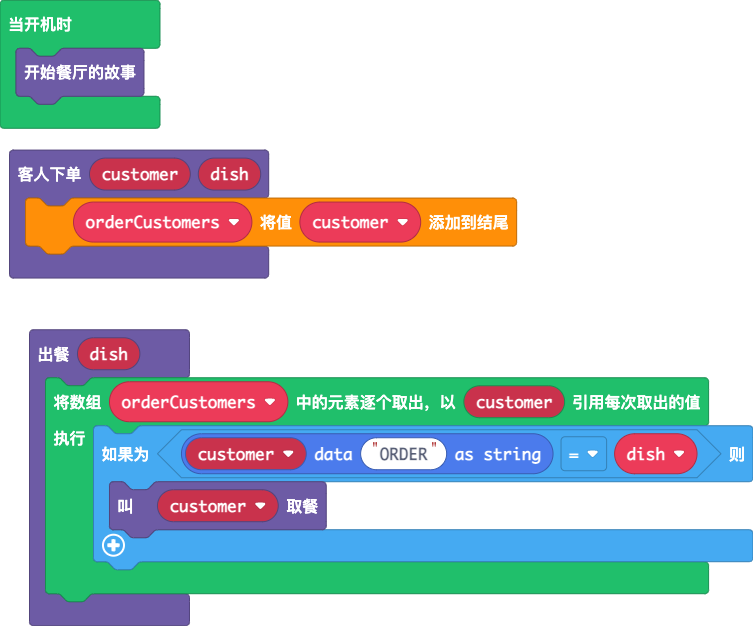 当开机时
开始餐厅的故事
客人下单 customer dish
orderCustomers 将值 customer 添加到结尾
出餐 dish
将数组 orderCustomers 中的元素逐个取出，以 customer 引用每次取出的值
执行
如果为 customer data "ORDER" as string = dish 则
叫 customer 取餐